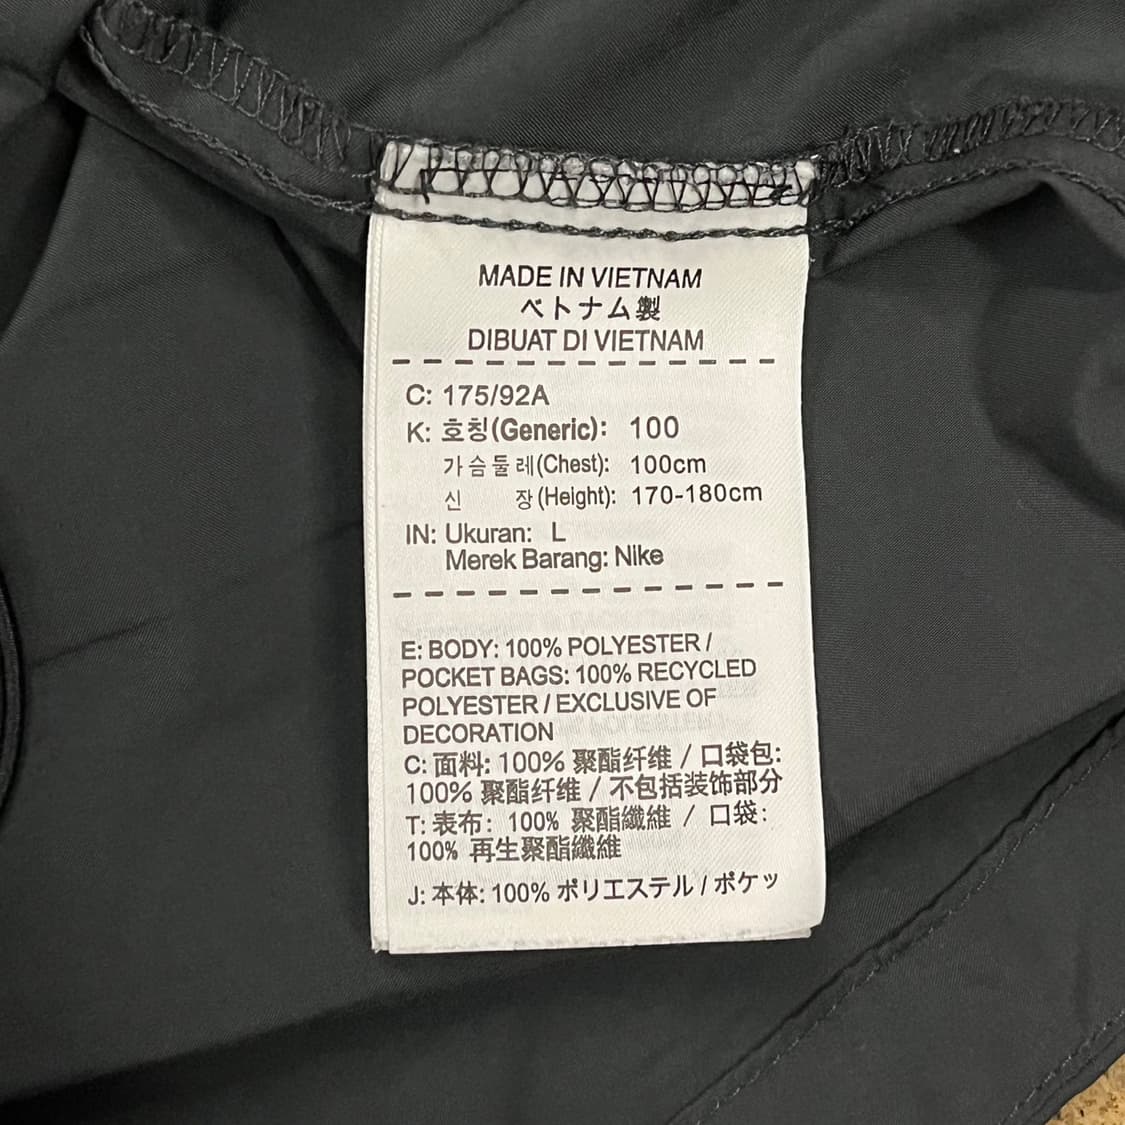 MADE IN VIETNAM
ベトナム製
DIBUAT DI VIETNAM
C: 175/92A
K: 호칭(Generic): 100
가슴둘레(Chest): 100cm
신 장(Height): 170-180cm
IN: Ukuran: L
Merek Barang: Nike
E: BODY: 100% POLYESTER /
POCKET BAGS: 100% RECYCLED
POLYESTER / EXCLUSIVE OF
DECORATION
C: 面料: 100% 聚酯纤维 / 口袋包:
100% 聚酯纤维 / 不包括装饰部分
T: 表布: 100% 聚酯纖維 / 口袋:
100% 再生聚酯纖維
J: 本体: 100% ポリエステル / ポケッ